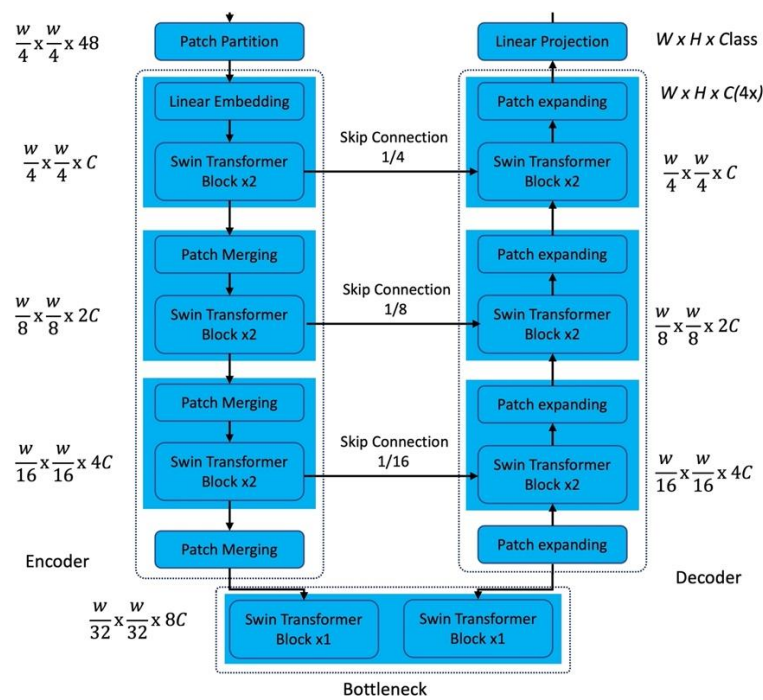 W/4 x W/4 x 48
Patch Partition
Linear Embedding
W/4 x W/4 x C
Swin Transformer
Block x2
Patch Merging
W/8 x W/8 x 2C
Swin Transformer
Block x2
Patch Merging
W/16 x W/16 x 4C
Swin Transformer
Block x2
Patch Merging
Encoder
Skip Connection
1/4
Skip Connection
1/8
Skip Connection
1/16
Linear Projection
W x H x Class
Patch expanding
W x H x C(4x)
Swin Transformer
Block x2
W/4 x W/4 x C
Patch expanding
Swin Transformer
Block x2
W/8 x W/8 x 2C
Patch expanding
Swin Transformer
Block x2
W/16 x W/16 x 4C
Patch expanding
Decoder
W/32 x W/32 x 8C
Swin Transformer
Block x1
Swin Transformer
Block x1
Bottleneck